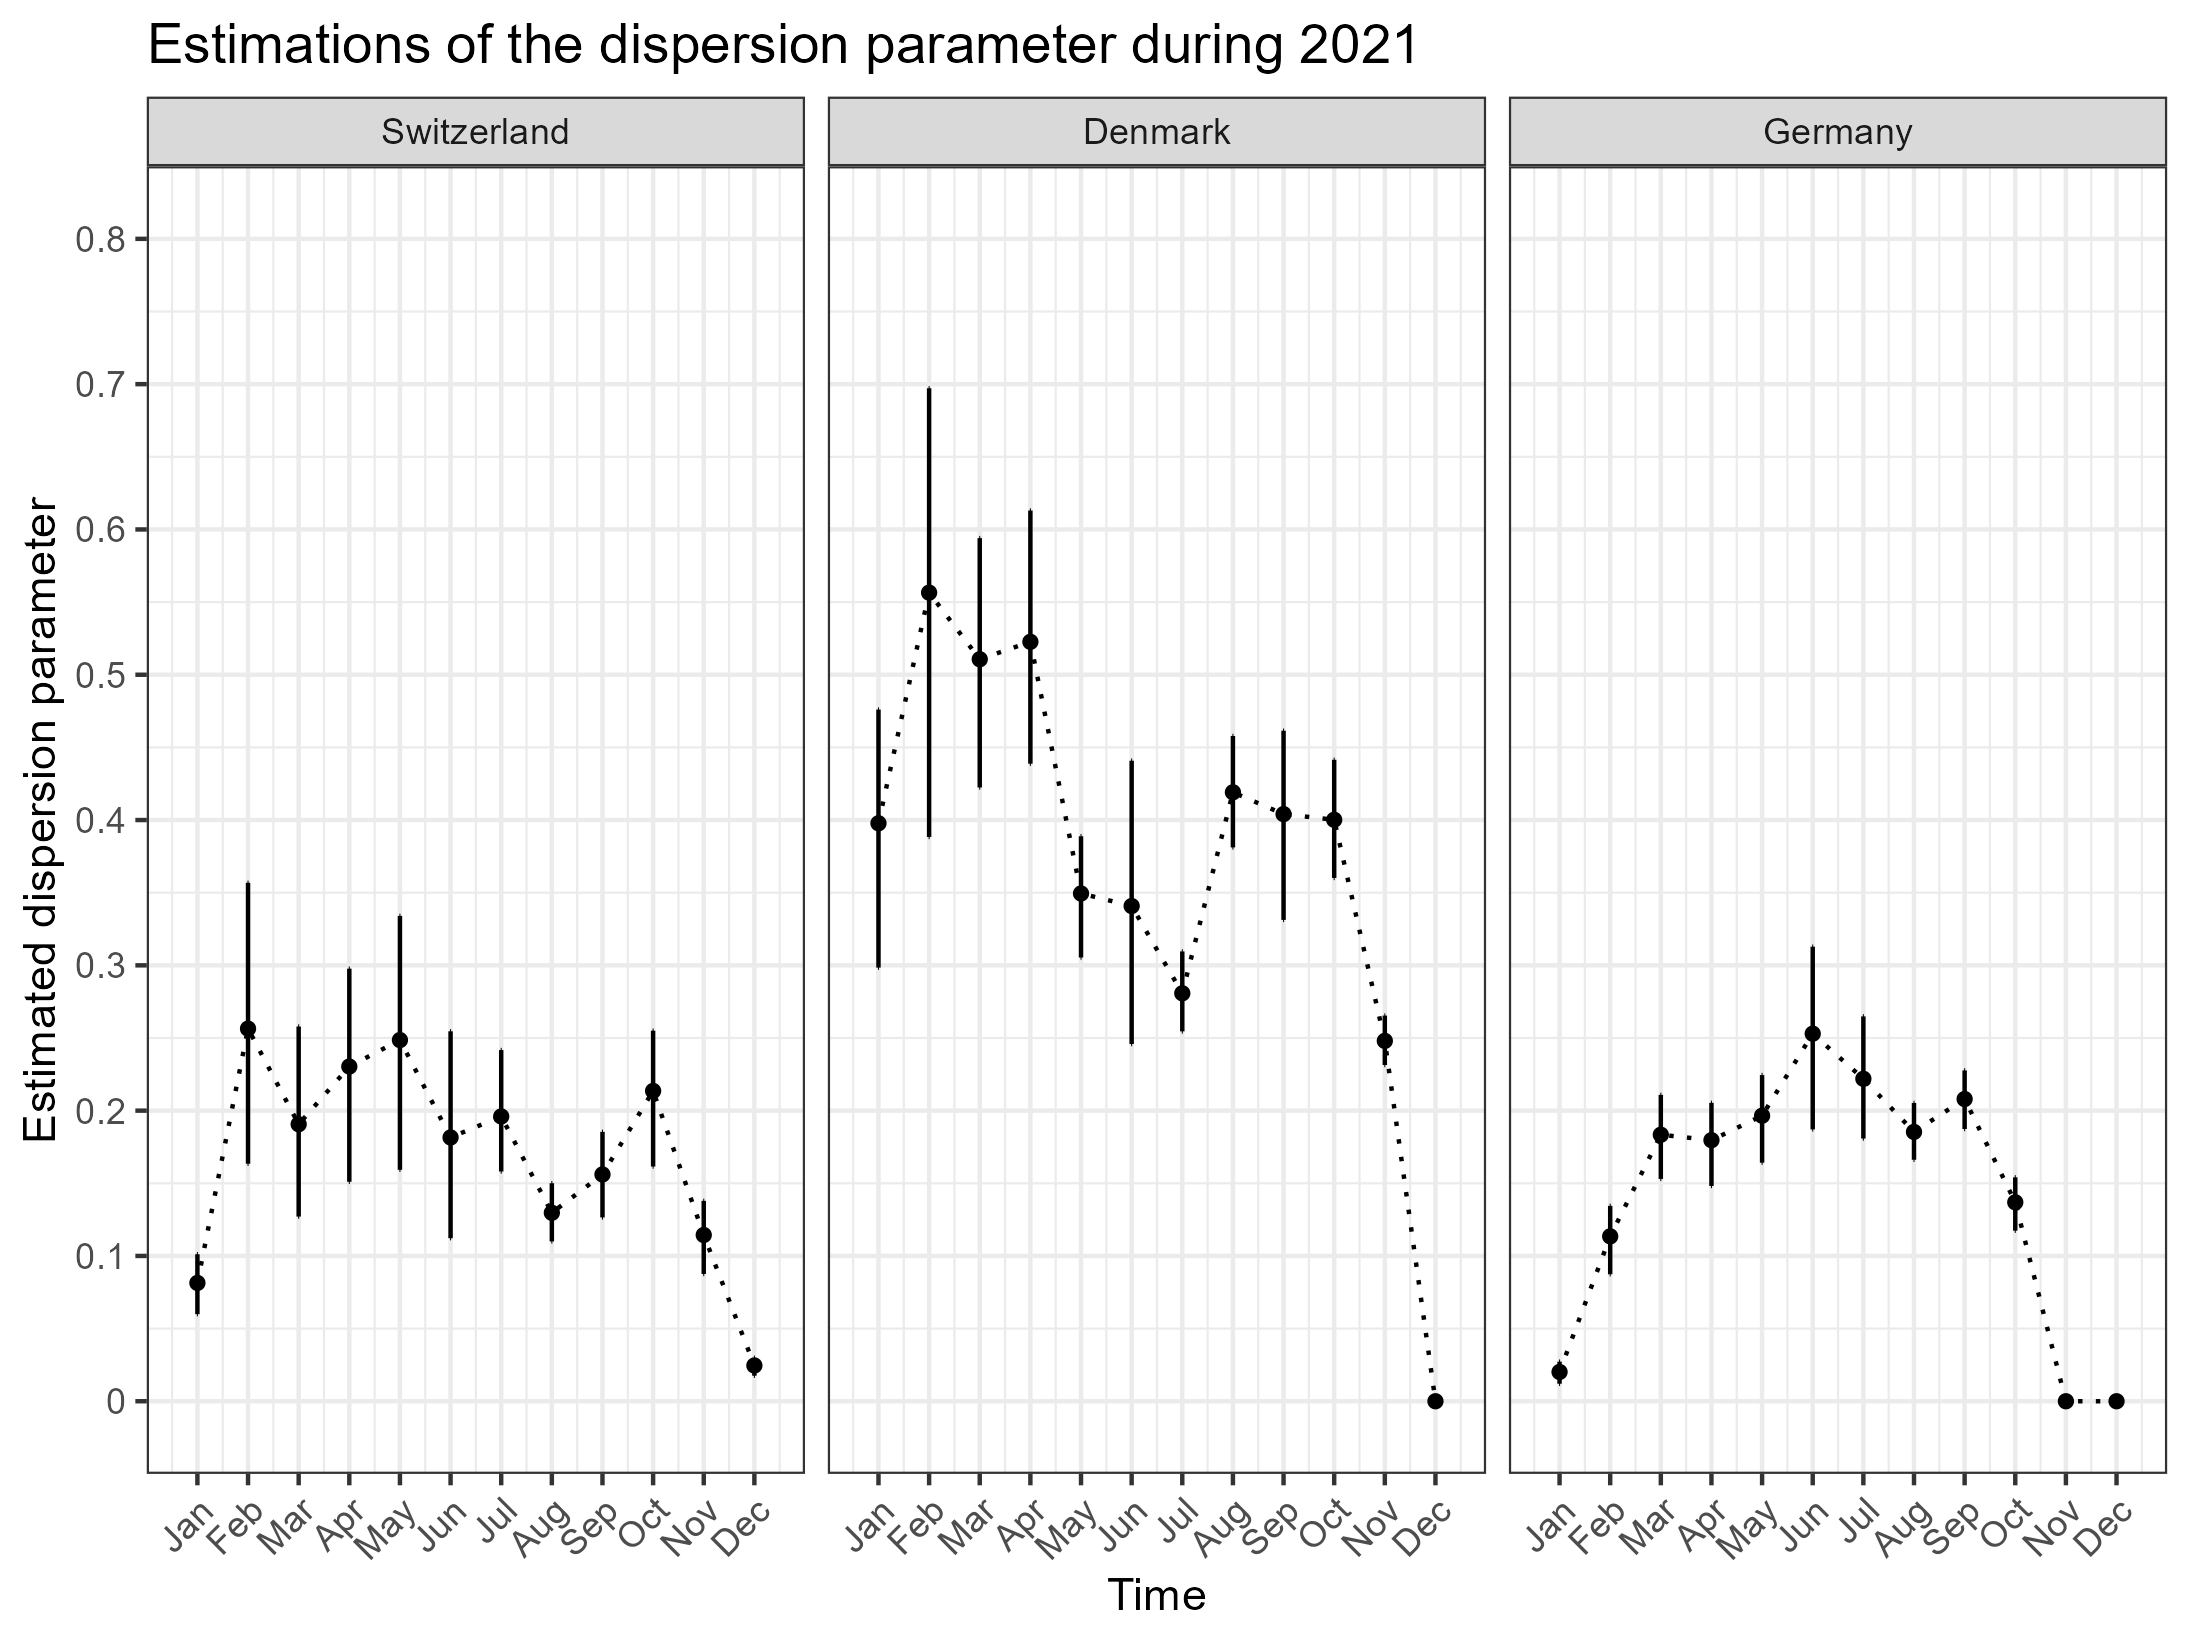 Estimations of the dispersion parameter during 2021
Switzerland
Denmark
Germany
Estimated dispersion parameter
0.8
0.7
0.6
0.5
0.4
0.3
0.2
0.1
0
Jan Feb Mar Apr May Jun Jul Aug Sep Oct Nov Dec
Jan Feb Mar Apr May Jun Jul Aug Sep Oct Nov Dec
Jan Feb Mar Apr May Jun Jul Aug Sep Oct Nov Dec
Time